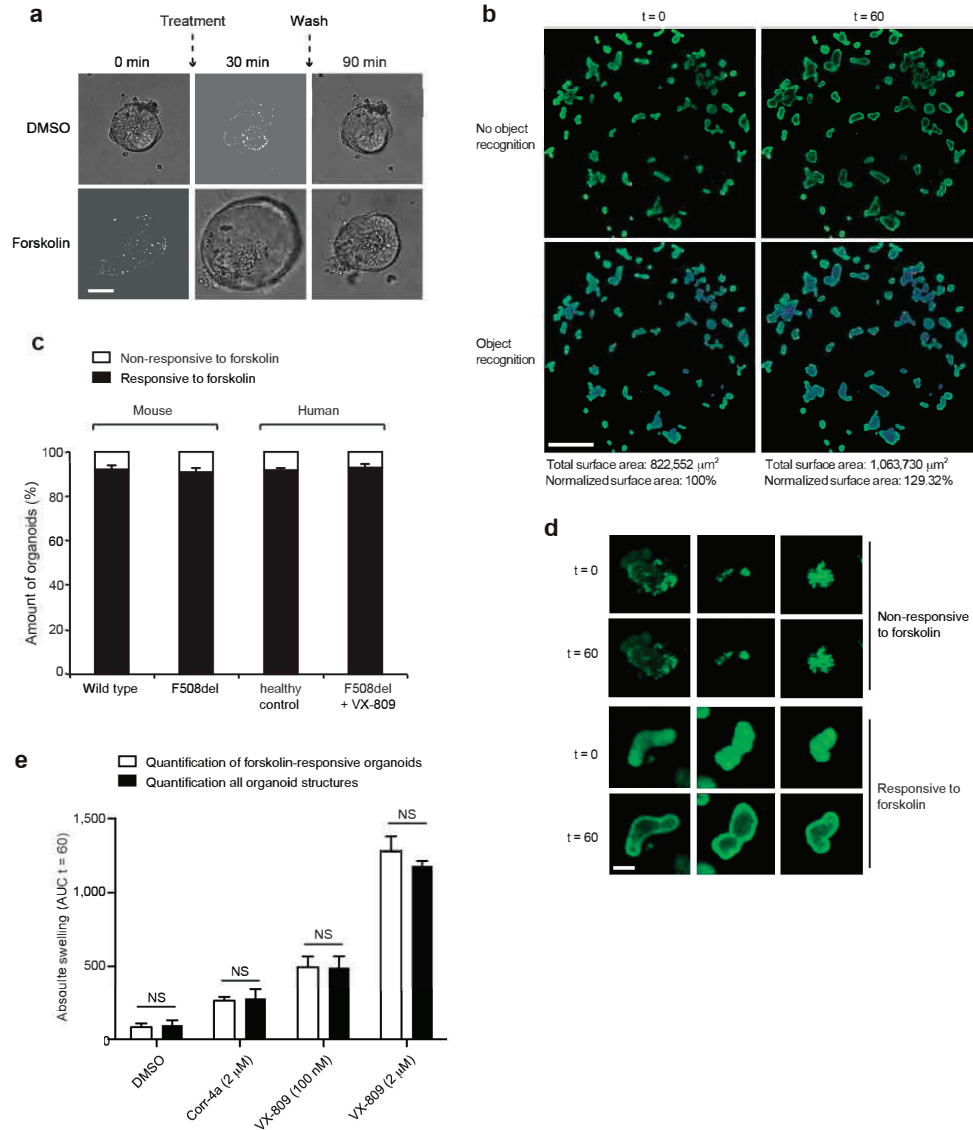 a
Treatment
Wash
0 min
30 min
90 min
DMSO
Forskolin
b
t = 0
t = 60
No object
recognition
Object
recognition
Total surface area: 822,552 µm²
Normalized surface area: 100%
Total surface area: 1,063,730 µm²
Normalized surface area: 129.32%
c
Non-responsive to forskolin
Responsive to forskolin
Mouse
Human
Amount of organoids (%)
100
80
60
40
20
0
Wild type
F508del
healthy
control
F508del
+ VX-809
d
t = 0
t = 60
Non-responsive
to forskolin
t = 0
t = 60
Responsive to
forskolin
e
Quantification of forskolin-responsive organoids
Quantification all organoid structures
Absoulte swelling (AUC t = 60)
1,500
1,000
500
0
NS
NS
NS
NS
DMSO
Corr-4a (2 µM)
VX-809 (100 nM)
VX-809 (2 µM)